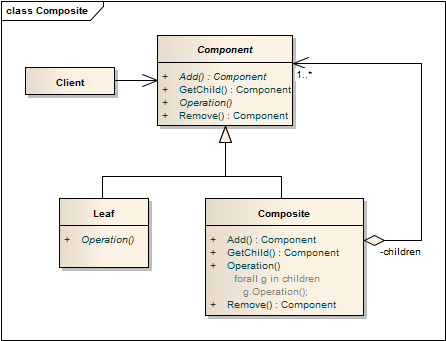 class Composite
Component
+ Add() : Component
+ GetChild() : Component
+ Operation()
+ Remove() : Component
Client
1..*
Leaf
+ Operation()
Composite
+ Add() : Component
+ GetChild() : Component
+ Operation()
forall g in children
g.Operation();
+ Remove() : Component
-children